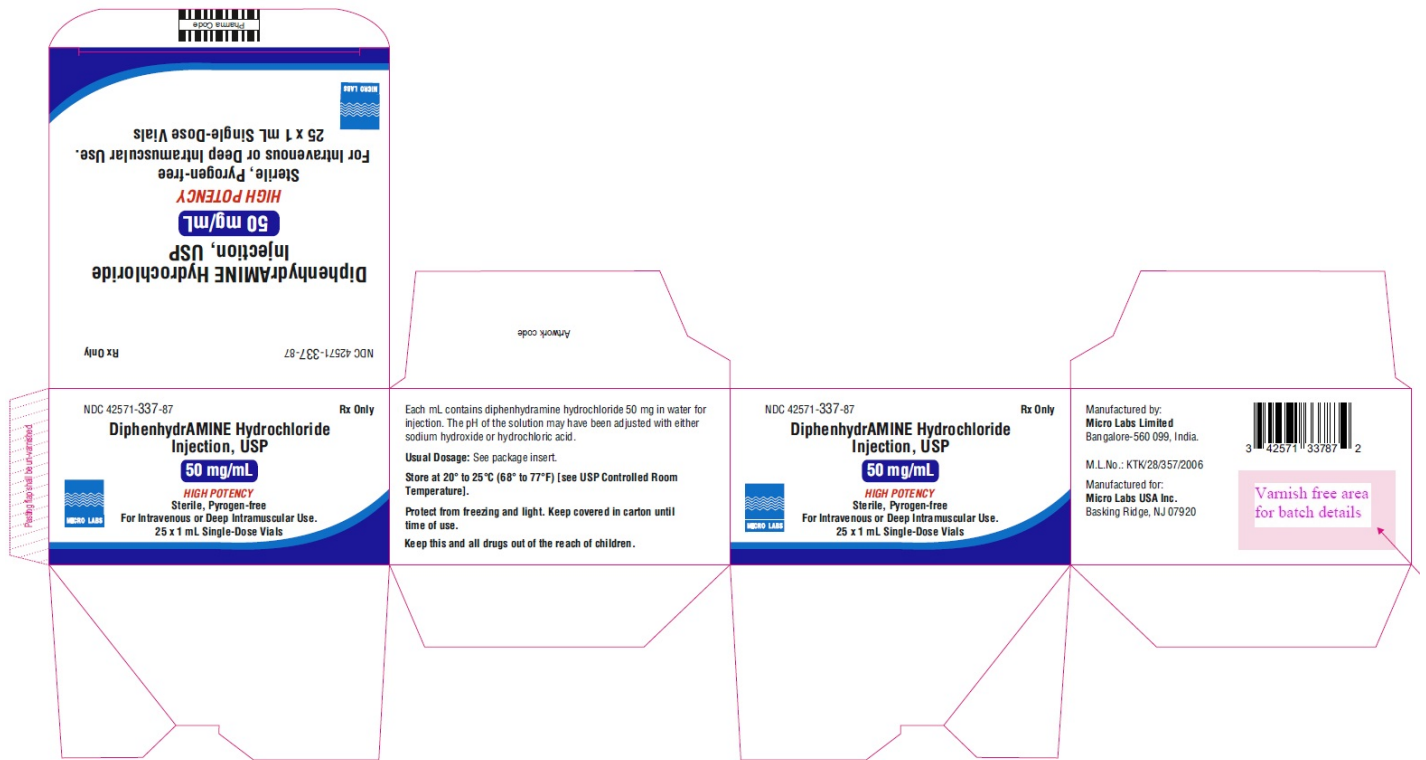 Pharma Code
MICRO LABS
25 x 1 mL Single-Dose Vials
For Intravenous or Deep Intramuscular Use.
Sterile, Pyrogen-free
HIGH POTENCY
50 mg/mL
Injection, USP
DiphenhydrAMINE Hydrochloride
NDC 42571-337-87 Rx Only
Artwork code
Pasting flap shall be un-varnished
NDC 42571-337-87 Rx Only
DiphenhydrAMINE Hydrochloride
Injection, USP
50 mg/mL
HIGH POTENCY
Sterile, Pyrogen-free
For Intravenous or Deep Intramuscular Use.
25 x 1 mL Single-Dose Vials
MICRO LABS
Each mL contains diphenhydramine hydrochloride 50 mg in water for
injection. The pH of the solution may have been adjusted with either
sodium hydroxide or hydrochloric acid.
Usual Dosage: See package insert.
Store at 20° to 25°C (68° to 77°F) [see USP Controlled Room
Temperature].
Protect from freezing and light. Keep covered in carton until
time of use.
Keep this and all drugs out of the reach of children.
NDC 42571-337-87 Rx Only
DiphenhydrAMINE Hydrochloride
Injection, USP
50 mg/mL
HIGH POTENCY
Sterile, Pyrogen-free
For Intravenous or Deep Intramuscular Use.
25 x 1 mL Single-Dose Vials
MICRO LABS
Manufactured by:
Micro Labs Limited
Bangalore-560 099, India.
M.L.No.: KTK/28/357/2006
Manufactured for:
Micro Labs USA Inc.
Basking Ridge, NJ 07920
3 42571 33787 2
Varnish free area
for batch details